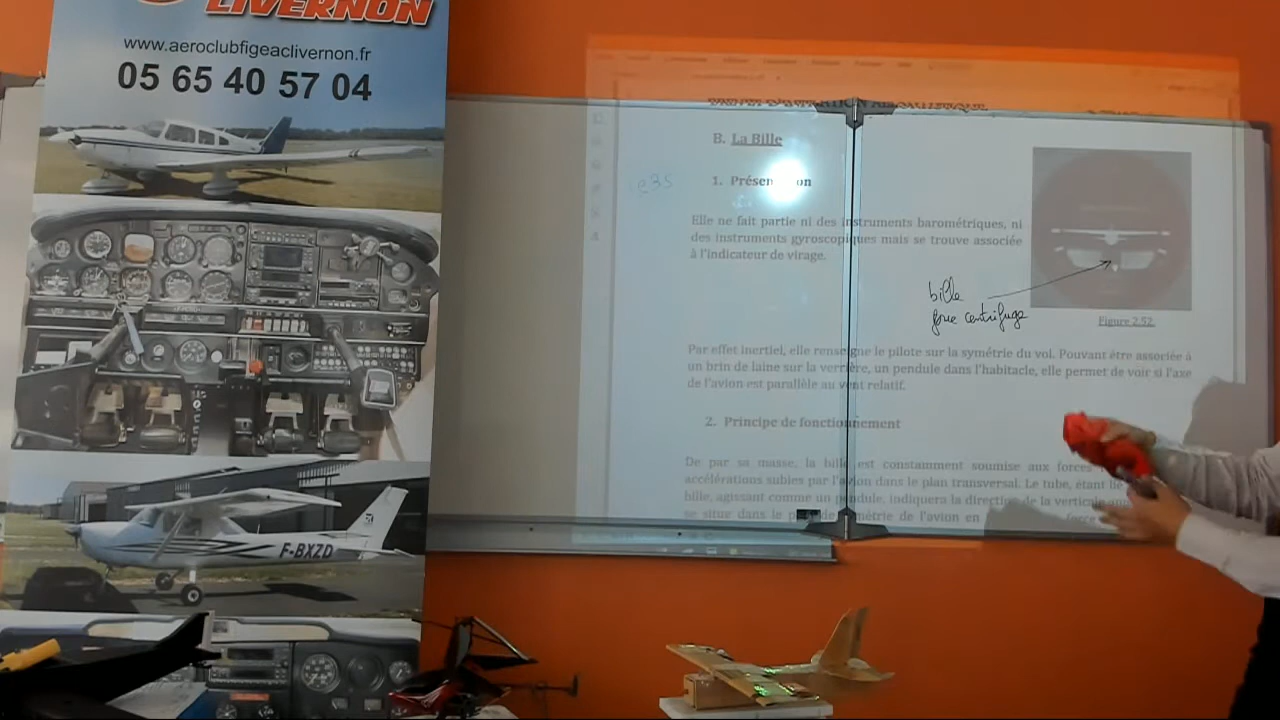 LIVERNON
www.aeroclubfigeaclivernon.fr
05 65 40 57 04
F-BXZD
B. La Bille
1. Présen on
Elle ne fait partie ni des instruments barométriques, ni
des instruments gyroscopiques mais se trouve associée
à l'indicateur de virage.
bille
force centrifuge
Figure 2.52
Par effet inertiel, elle renseigne le pilote sur la symétrie du vol. Pouvant être associée à
un brin de laine sur la verrière, un pendule dans l'habitacle, elle permet de voir si l'axe
de l'avion est parallèle au vent relatif.
2. Principe de fonctionnement
De par sa masse, la bille est constamment soumise aux forces
accélérations subies par l'avion dans le plan transversal. Le tube, étant
bille, agissant comme un pendule, indiquera la direction de la verticale
se situe dans le métrie de l'avion en force